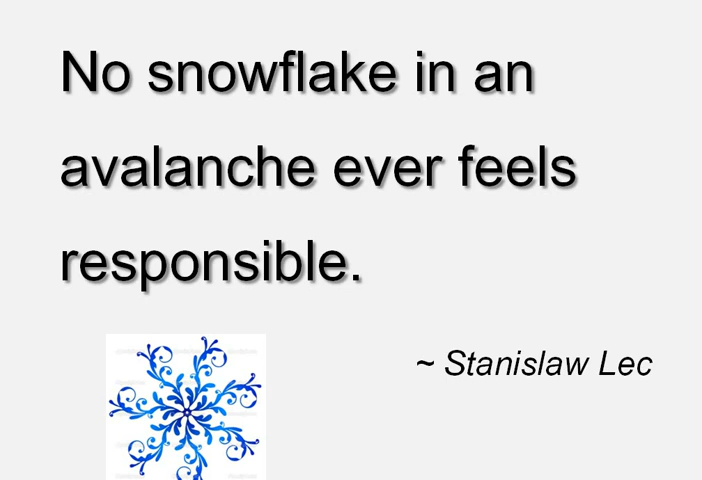 No snowflake in an
avalanche ever feels
responsible.
~ Stanislaw Lec